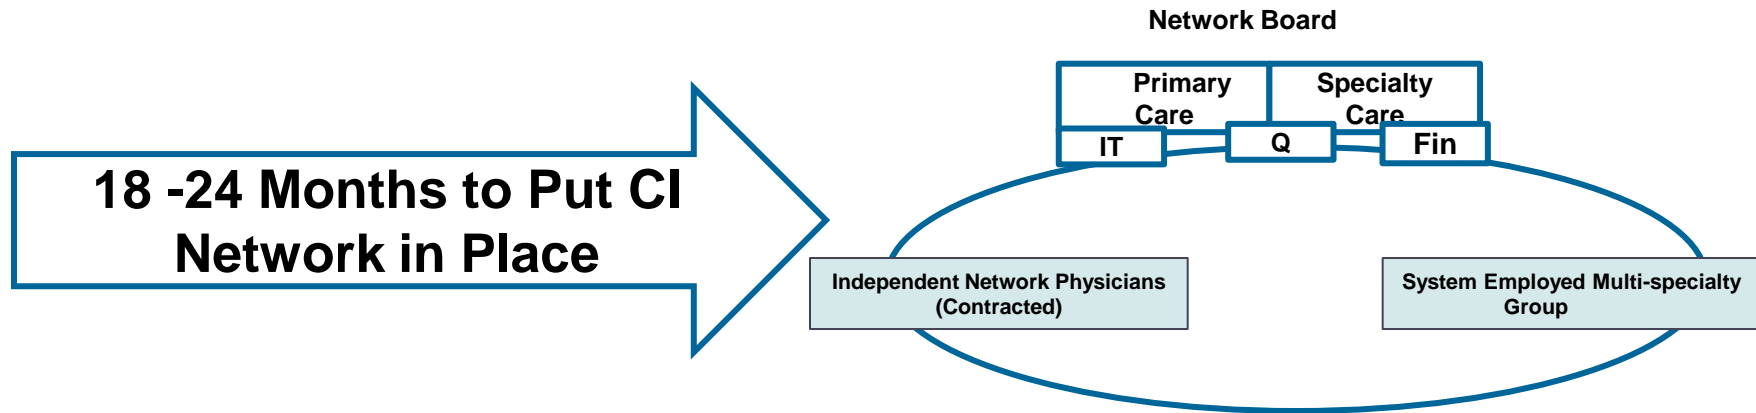 18 -24 Months to Put CI
Network in Place
Network Board
Primary
Care
Specialty
Care
IT
Q
Fin
Independent Network Physicians
(Contracted)
System Employed Multi-specialty
Group